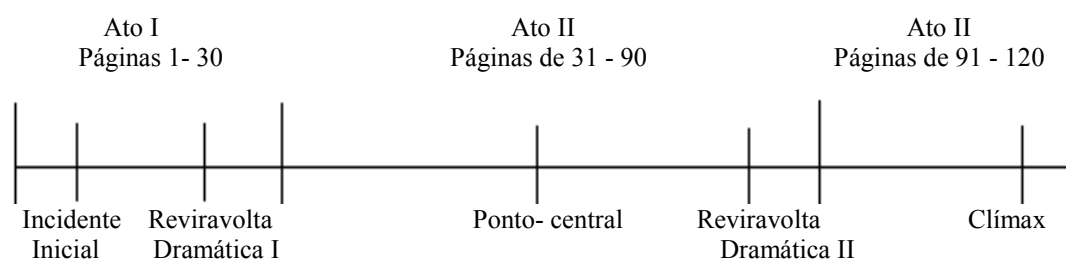 Ato I
Páginas 1- 30
Ato II
Páginas de 31 - 90
Ato II
Páginas de 91 - 120
Incidente
Inicial
Reviravolta
Dramática I
Ponto- central
Reviravolta
Dramática II
Clímax